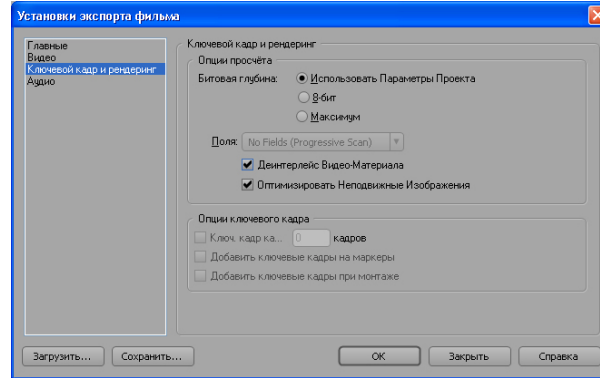 Установки экспорта фильма
Главные
Видео
Ключевой кадр и рендеринг
Аудио
Ключевой кадр и рендеринг
Опции просчёта
Битовая глубина: Использовать Параметры Проекта
8-бит
Максимум
Поля: No Fields (Progressive Scan)
Деинтерлейс Видео-Материала
Оптимизировать Неподвижные Изображения
Опции ключевого кадра
Ключ. кадр ка... 0 кадров
Добавить ключевые кадры на маркеры
Добавить ключевые кадры при монтаже
Загрузить... Сохранить... OK Закрыть Справка